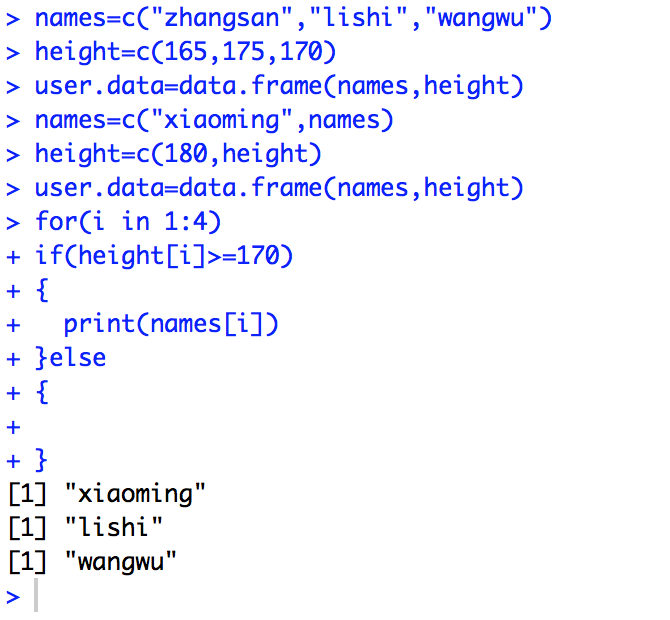 > names=c("zhangsan","lishi","wangwu")
> height=c(165,175,170)
> user.data=data.frame(names,height)
> names=c("xiaoming",names)
> height=c(180,height)
> user.data=data.frame(names,height)
> for(i in 1:4)
+ if(height[i]>=170)
+ {
+   print(names[i])
+ }else
+ {
+
+ }
[1] "xiaoming"
[1] "lishi"
[1] "wangwu"
>